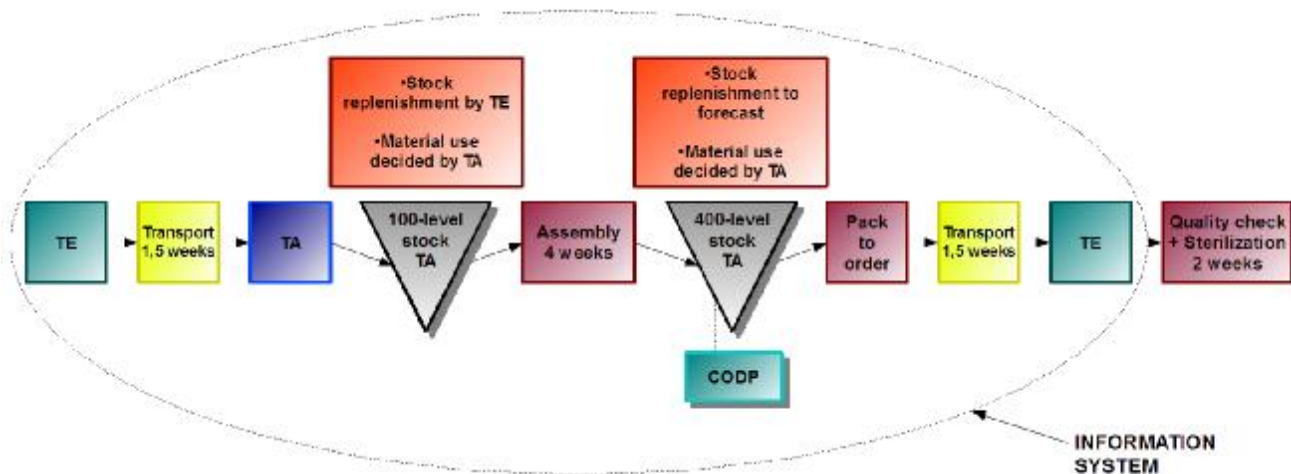 •Stock
replenishment by TE
•Material use
decided by TA
•Stock
replenishment to
forecast
•Material use
decided by TA
TE
Transport
1,5 weeks
TA
100-level
stock
TA
Assembly
4 weeks
400-level
stock
TA
Pack
to
order
Transport
1,5 weeks
TE
Quality check
+ Sterilization
2 weeks
CODP
INFORMATION
SYSTEM